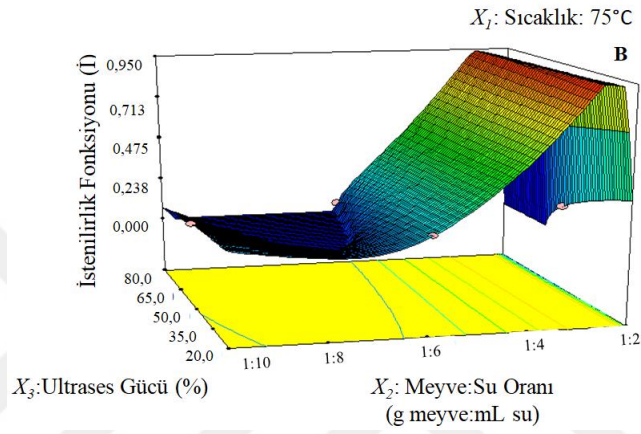 X₁: Sıcaklık: 75°C
B
İstenilirlik Fonksiyonu (İ)
0,950
0,713
0,475
0,238
0,000
80,0
65,0
50,0
35,0
20,0
1:10
1:8
1:6
1:4
1:2
X₃:Ultrases Gücü (%)
X₂: Meyve:Su Oranı
(g meyve:mL su)